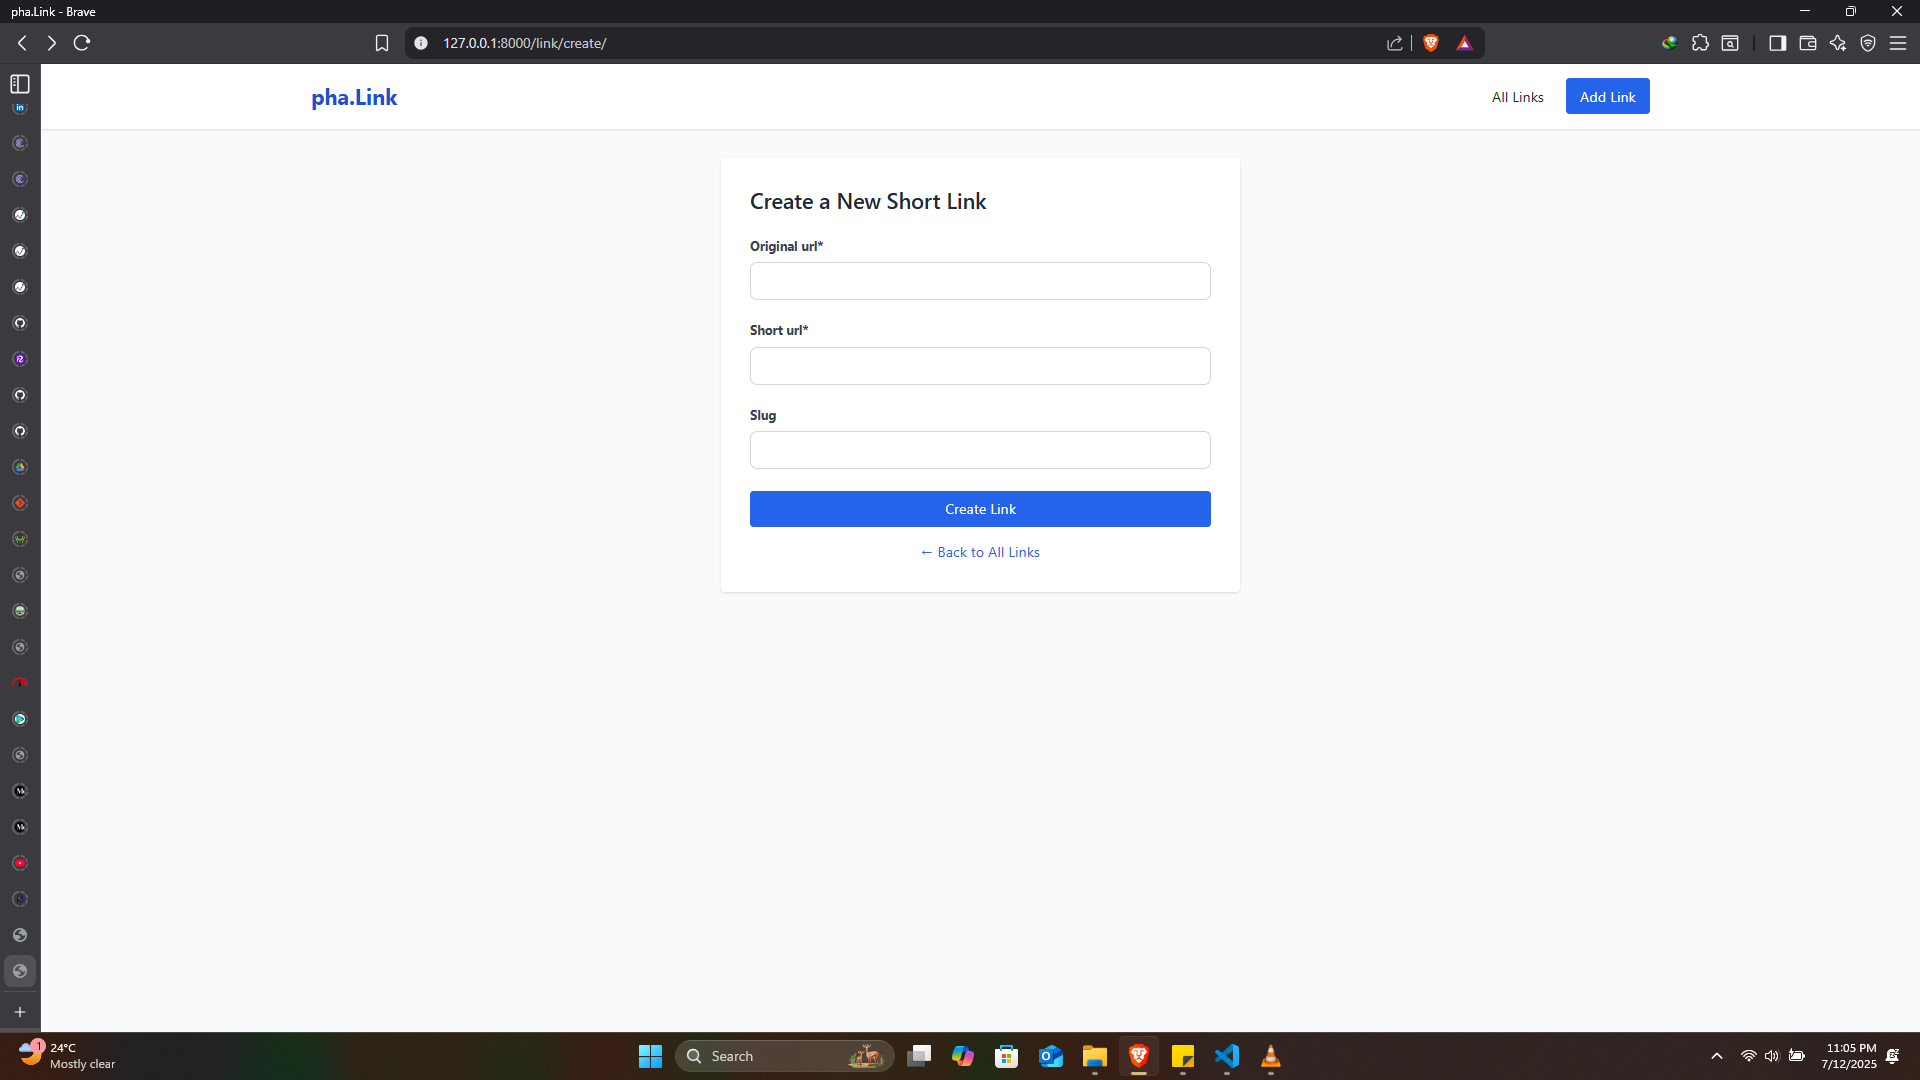 pha.Link - Brave
127.0.0.1:8000/link/create/
pha.Link
All Links
Add Link
Create a New Short Link
Original url*
Short url*
Slug
Create Link
← Back to All Links
1
24°C
Mostly clear
Search
11:05 PM
7/12/2025